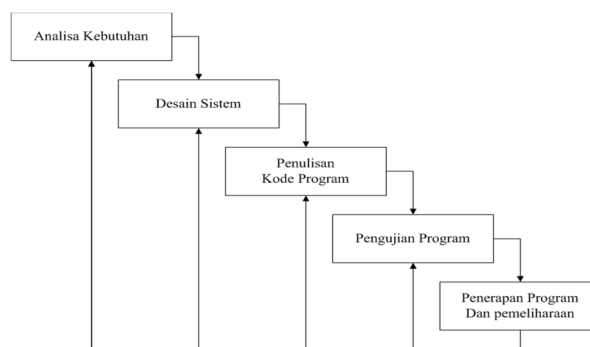 Analisa Kebutuhan
Desain Sistem
Penulisan
Kode Program
Pengujian Program
Penerapan Program
Dan pemeliharaan